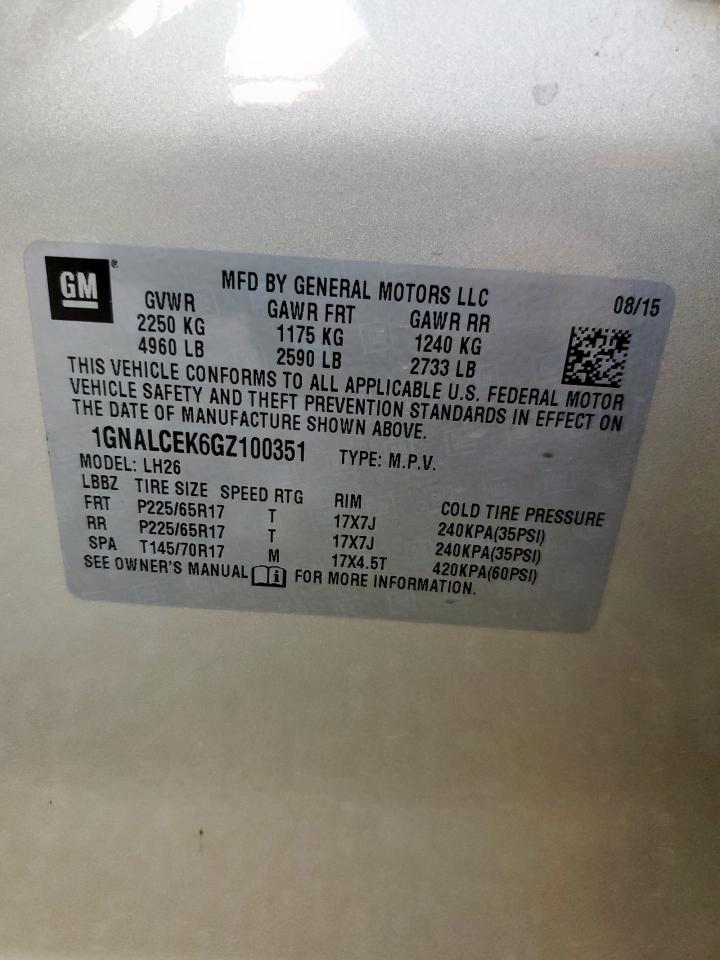 GM®
MFD BY GENERAL MOTORS LLC 08/15
GVWR GAWR FRT GAWR RR
2250 KG 1175 KG 1240 KG
4960 LB 2590 LB 2733 LB
THIS VEHICLE CONFORMS TO ALL APPLICABLE U.S. FEDERAL MOTOR
VEHICLE SAFETY AND THEFT PREVENTION STANDARDS IN EFFECT ON
THE DATE OF MANUFACTURE SHOWN ABOVE.
1GNALCEK6GZ100351 TYPE: M.P.V.
MODEL: LH26
LBBZ TIRE SIZE SPEED RTG RIM COLD TIRE PRESSURE
FRT P225/65R17 T 17X7J 240KPA(35PSI)
RR P225/65R17 T 17X7J 240KPA(35PSI)
SPA T145/70R17 M 17X4.5T 420KPA(60PSI)
SEE OWNER'S MANUAL FOR MORE INFORMATION.